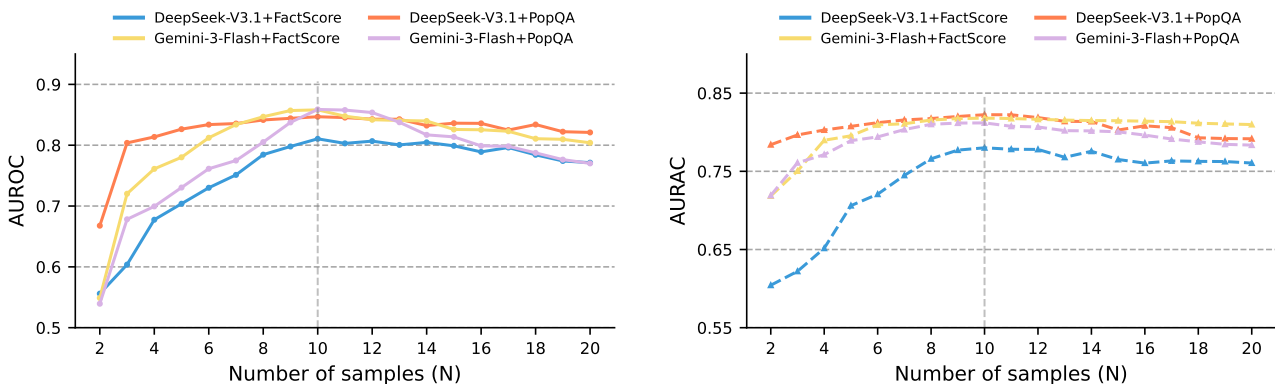 DeepSeek-V3.1+FactScore DeepSeek-V3.1+PopQA
Gemini-3-Flash+FactScore Gemini-3-Flash+PopQA
AUROC
0.9
0.8
0.7
0.6
0.5
2 4 6 8 10 12 14 16 18 20
Number of samples (N)
DeepSeek-V3.1+FactScore DeepSeek-V3.1+PopQA
Gemini-3-Flash+FactScore Gemini-3-Flash+PopQA
AURAC
0.85
0.75
0.65
0.55
2 4 6 8 10 12 14 16 18 20
Number of samples (N)